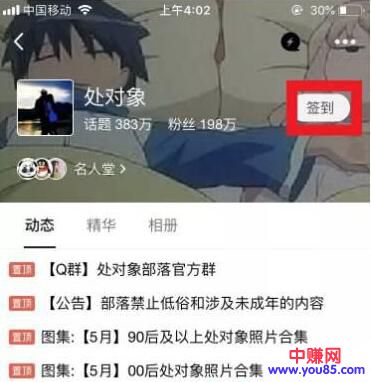 中国移动 上午4:02 30%
处对象
话题 383万 粉丝 198万
签到
名人堂 >
动态 精华 相册
置顶 【Q群】处对象部落官方群
置顶 【公告】部落禁止低俗和涉及未成年的内容
置顶 图集:【5月】90后及以上处对象照片合集
置顶 图集:【5月】00后处对象照片合集
中赚网
www.you85.com